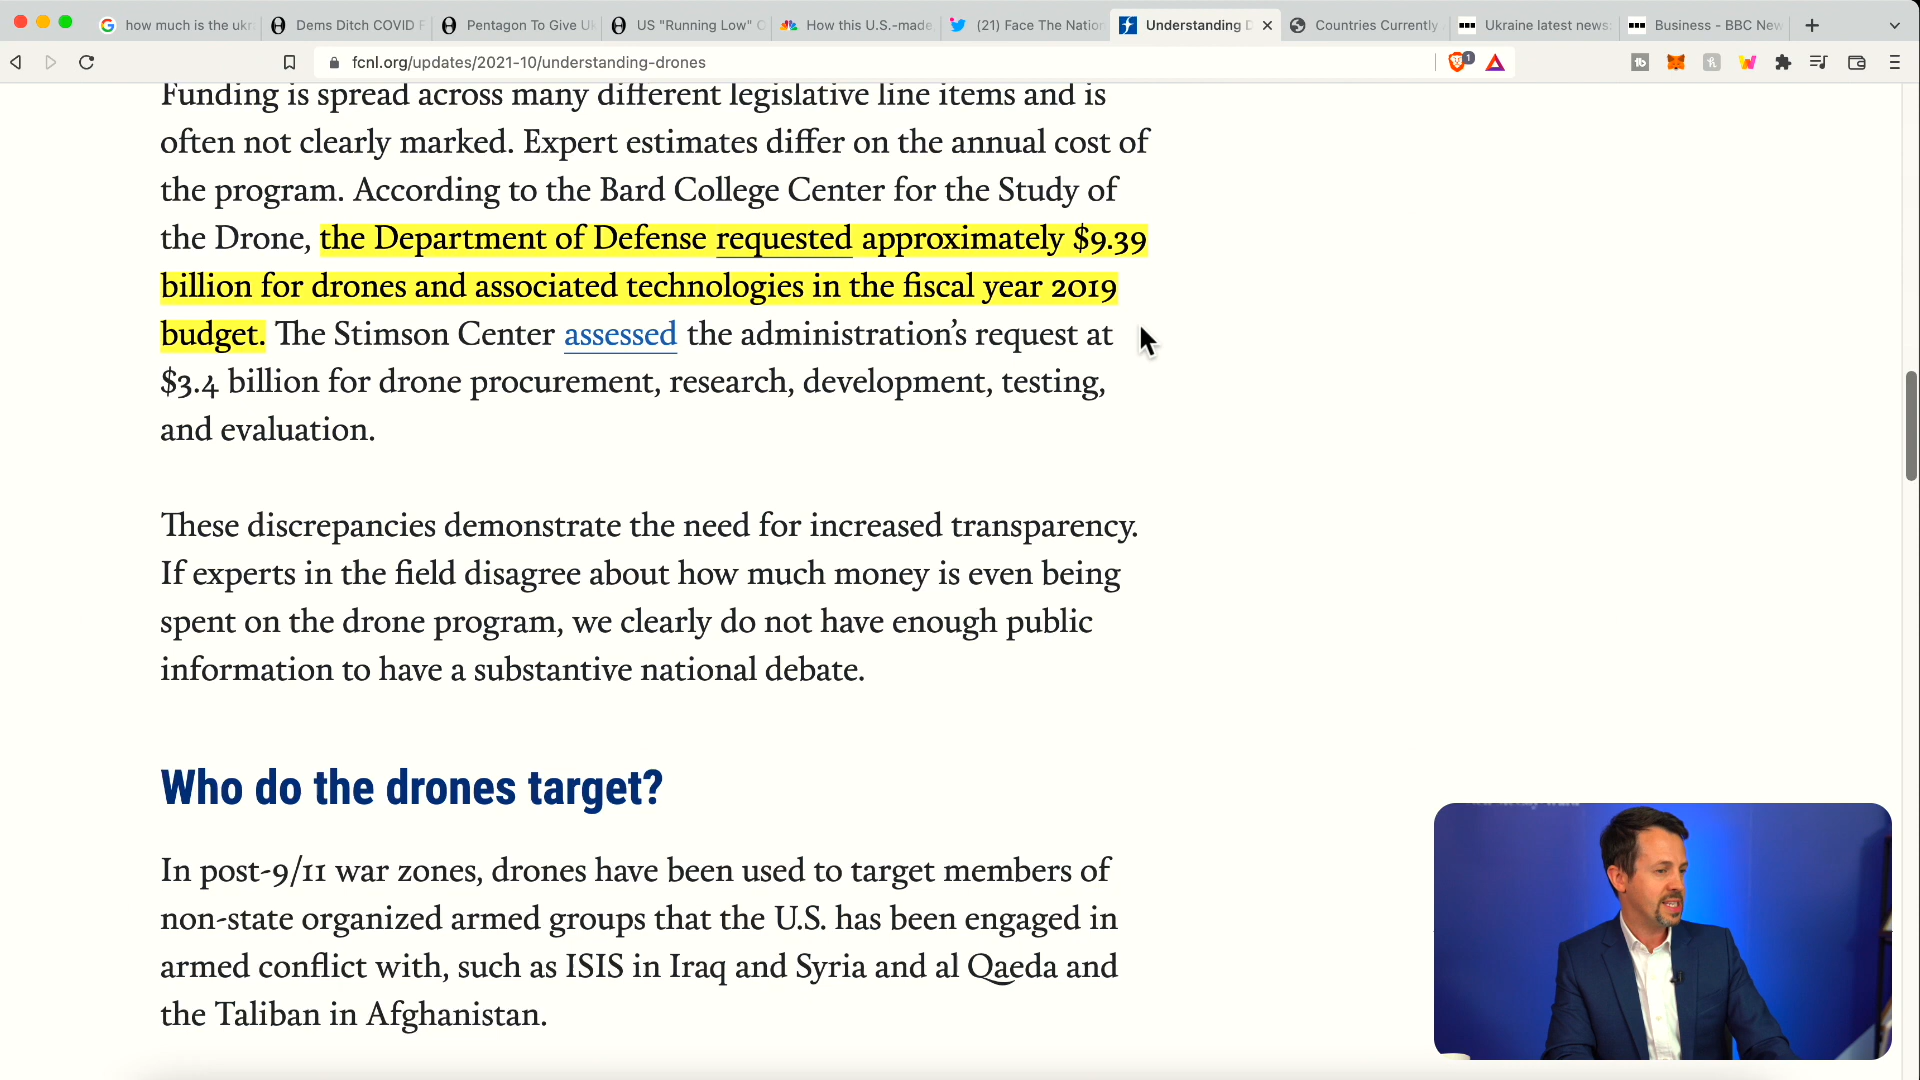 how much is the ukr
Dems Ditch COVID F
Pentagon To Give Uk
US "Running Low" O
How this U.S.-made
(21) Face The Nation
Understanding D
Countries Currently
Ukraine latest news:
Business - BBC New
fcnl.org/updates/2021-10/understanding-drones
Funding is spread across many different legislative line items and is
often not clearly marked. Expert estimates differ on the annual cost of
the program. According to the Bard College Center for the Study of
the Drone, the Department of Defense requested approximately $9.39
billion for drones and associated technologies in the fiscal year 2019
budget. The Stimson Center assessed the administration’s request at
$3.4 billion for drone procurement, research, development, testing,
and evaluation.
These discrepancies demonstrate the need for increased transparency.
If experts in the field disagree about how much money is even being
spent on the drone program, we clearly do not have enough public
information to have a substantive national debate.
Who do the drones target?
In post-9/11 war zones, drones have been used to target members of
non-state organized armed groups that the U.S. has been engaged in
armed conflict with, such as ISIS in Iraq and Syria and al Qaeda and
the Taliban in Afghanistan.